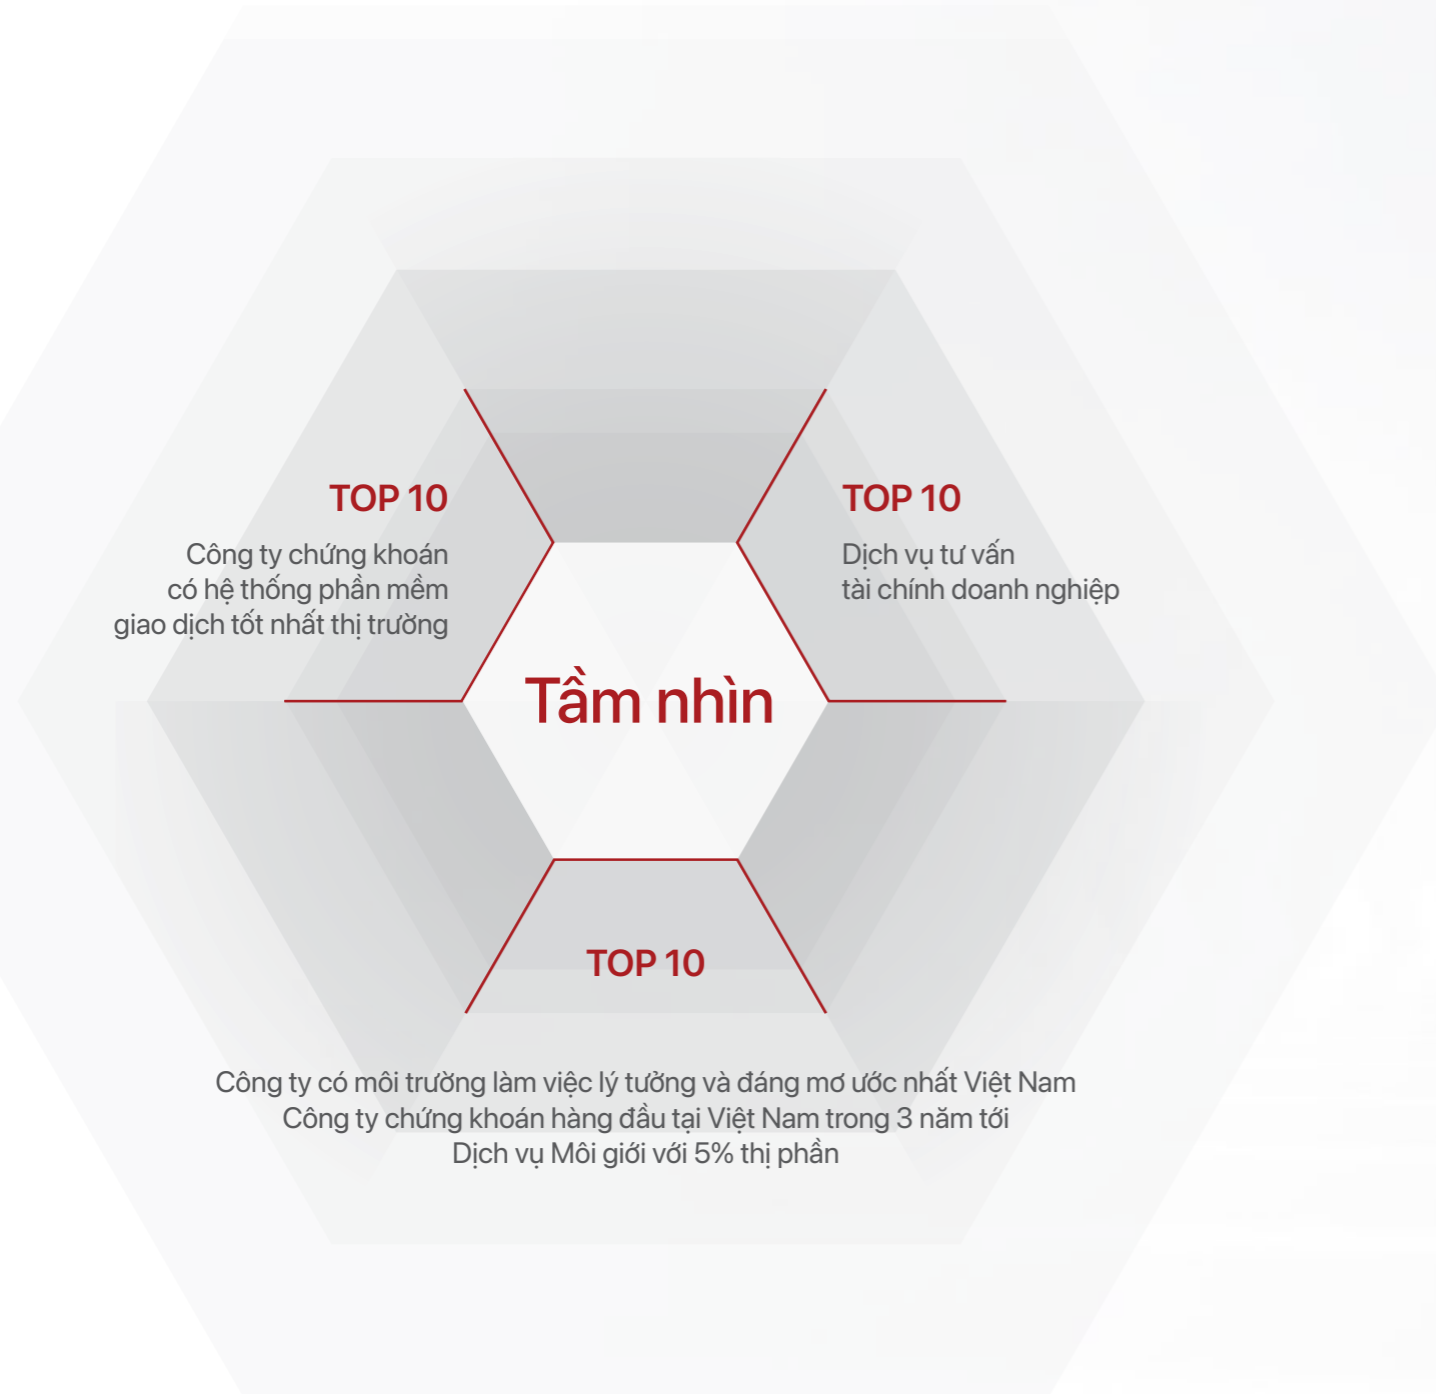 TOP 10
Công ty chứng khoán
có hệ thống phần mềm
giao dịch tốt nhất thị trường
TOP 10
Dịch vụ tư vấn
tài chính doanh nghiệp
Tầm nhìn
TOP 10
Công ty có môi trường làm việc lý tưởng và đáng mơ ước nhất Việt Nam
Công ty chứng khoán hàng đầu tại Việt Nam trong 3 năm tới
Dịch vụ Môi giới với 5% thị phần